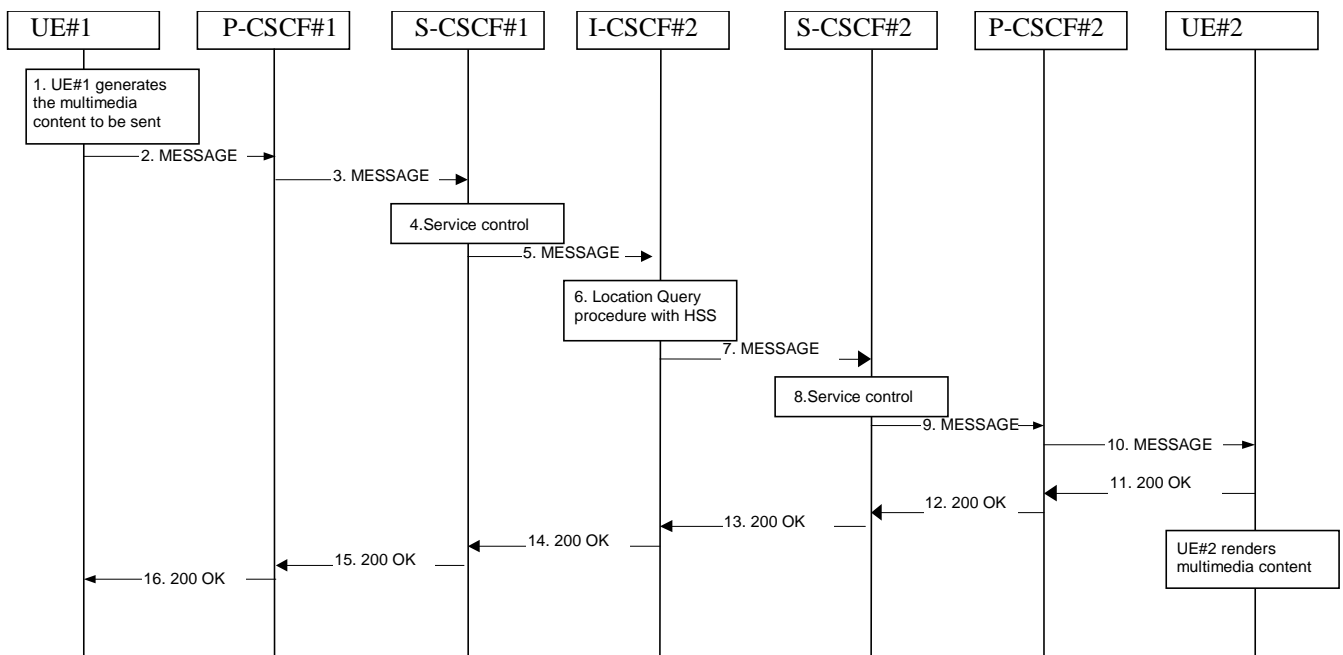 UE#1
P-CSCF#1
S-CSCF#1
I-CSCF#2
S-CSCF#2
P-CSCF#2
UE#2
1. UE#1 generates
the multimedia
content to be sent
2. MESSAGE
3. MESSAGE
4.Service control
5. MESSAGE
6. Location Query
procedure with HSS
7. MESSAGE
8.Service control
9. MESSAGE
10. MESSAGE
11. 200 OK
12. 200 OK
13. 200 OK
14. 200 OK
15. 200 OK
16. 200 OK
UE#2 renders
multimedia content